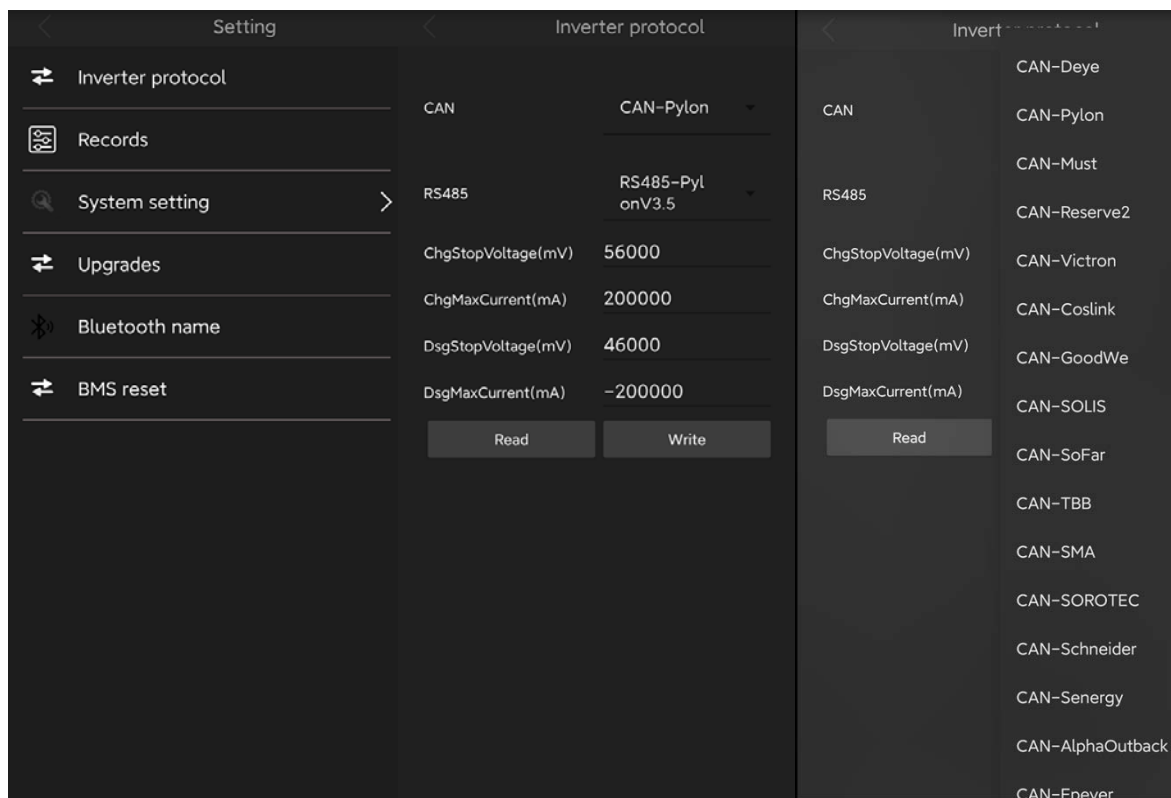 Setting
Inverter protocol
Records
System setting
Upgrades
Bluetooth name
BMS reset
Inverter protocol
CAN CAN-Pylon
RS485 RS485-Pyl
onV3.5
ChgStopVoltage(mV) 56000
ChgMaxCurrent(mA) 200000
DsgStopVoltage(mV) 46000
DsgMaxCurrent(mA) -200000
Read Write
CAN
RS485
ChgStopVoltage(mV)
ChgMaxCurrent(mA)
DsgStopVoltage(mV)
DsgMaxCurrent(mA)
Read
CAN-Deye
CAN-Pylon
CAN-Must
CAN-Reserve2
CAN-Victron
CAN-Coslink
CAN-GoodWe
CAN-SOLIS
CAN-SoFar
CAN-TBB
CAN-SMA
CAN-SOROTEC
CAN-Schneider
CAN-Senergy
CAN-AlphaOutback
CAN-Epever